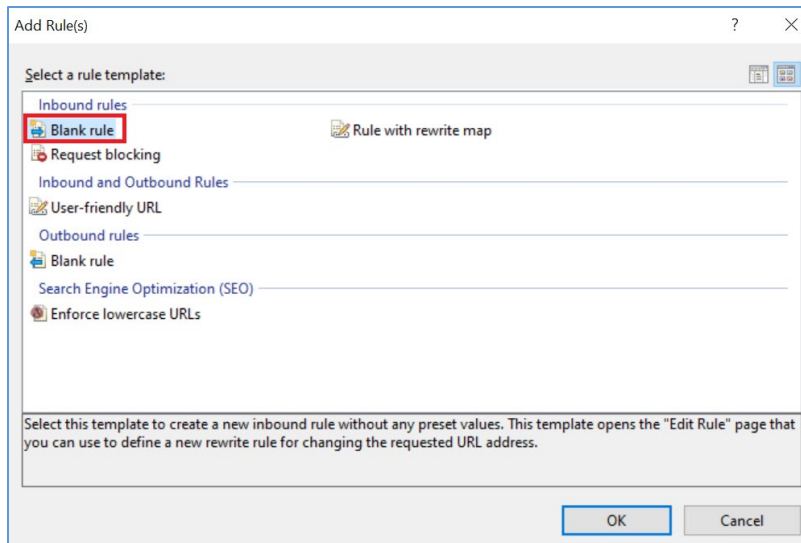 Add Rule(s)
?
Select a rule template:
Inbound rules
Blank rule
Rule with rewrite map
Request blocking
Inbound and Outbound Rules
User-friendly URL
Outbound rules
Blank rule
Search Engine Optimization (SEO)
Enforce lowercase URLs
Select this template to create a new inbound rule without any preset values. This template opens the "Edit Rule" page that
you can use to define a new rewrite rule for changing the requested URL address.
OK
Cancel